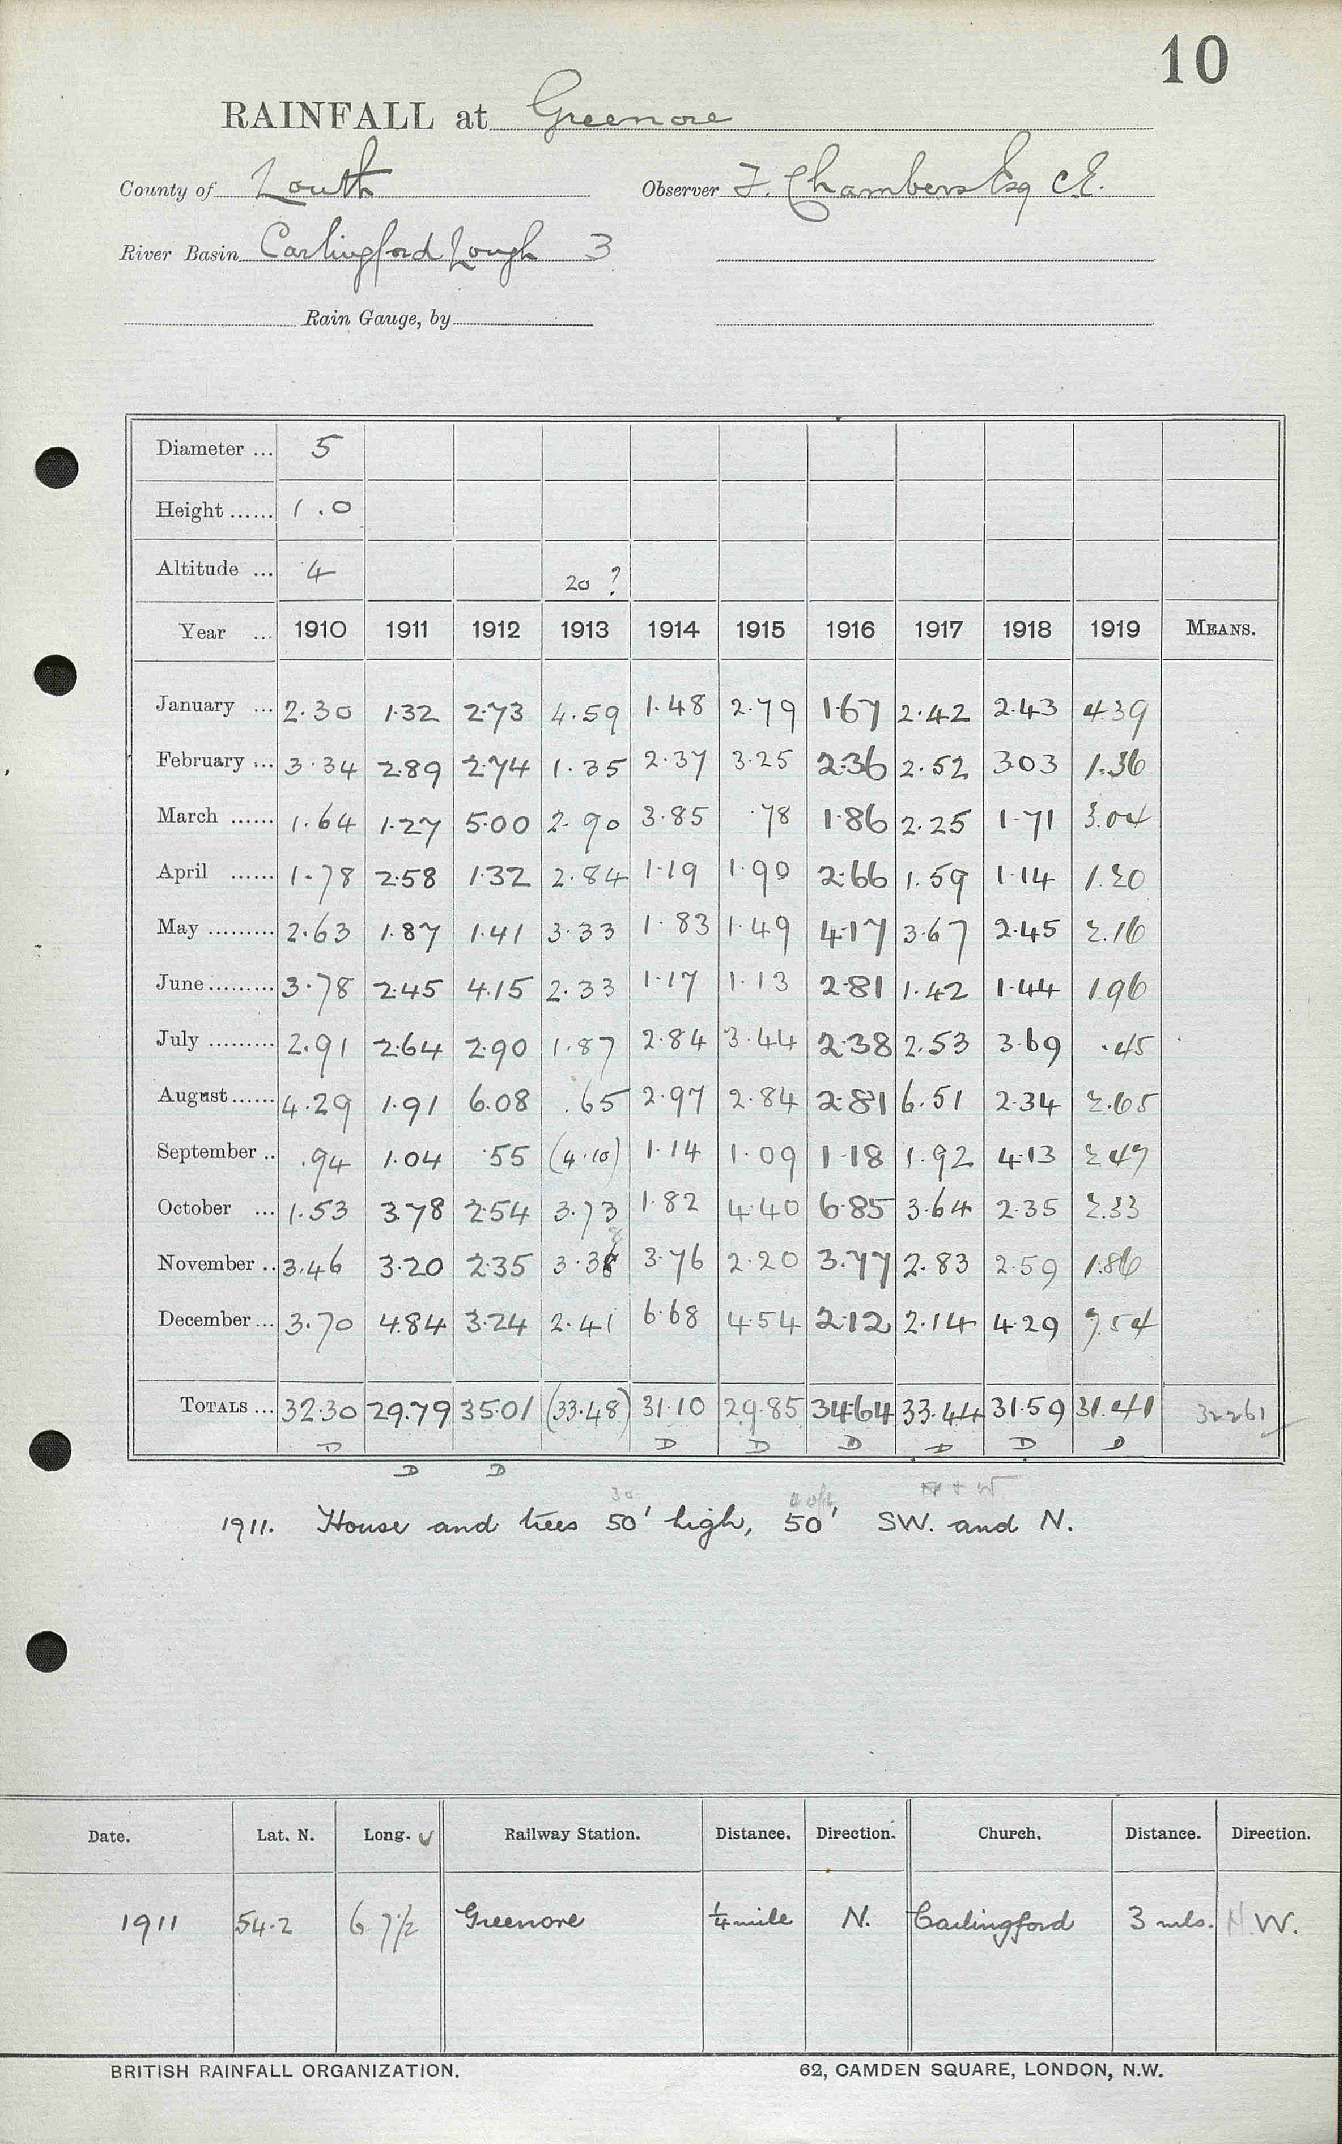 10
RAINFALL at Greenore
County of Louth Observer F. Chambers Esq C.E.
River Basin Carlingford Lough 3
Rain Gauge, by
Diameter ... 5
Height ...... 1.0
Altitude ... 4 20 ?
Year ... 1910 1911 1912 1913 1914 1915 1916 1917 1918 1919 MEANS.
January ... 2.30 1.32 2.73 4.59 1.48 2.79 1.67 2.42 2.43 4.39
February ... 3.34 2.89 2.74 1.35 2.37 3.25 2.36 2.52 3.03 1.36
March ...... 1.64 1.27 5.00 2.90 3.85 .78 1.86 2.25 1.71 3.04
April ...... 1.78 2.58 1.32 2.84 1.19 1.90 2.66 1.59 1.14 1.20
May ......... 2.63 1.87 1.41 3.33 1.83 1.49 4.17 3.67 2.45 2.16
June ......... 3.78 2.45 4.15 2.33 1.17 1.13 2.81 1.42 1.44 1.96
July ......... 2.91 2.64 2.90 1.87 2.84 3.44 2.38 2.53 3.69 .45
August ...... 4.29 1.91 6.08 .65 2.97 2.84 2.81 6.51 2.34 2.65
September .. .94 1.04 .55 (4.10) 1.14 1.09 1.18 1.92 4.13 2.47
October ... 1.53 3.78 2.54 3.73 1.82 4.40 6.85 3.64 2.35 2.33
November .. 3.46 3.20 2.35 3.38 3.76 2.20 3.77 2.83 2.59 1.86
December ... 3.70 4.84 3.24 2.41 6.68 4.54 2.12 2.14 4.29 7.54
TOTALS ... 32.30 29.79 35.01 (33.48) 31.10 29.85 34.64 33.44 31.59 31.41 32.261
D D D D D D D
D D
30
1911. House and trees 50' high, 50' SW. and N.
Date. Lat. N. Long. Railway Station. Distance. Direction. Church. Distance. Direction.
1911 54.2 6 7½ Greenore ¼ mile N. Carlingford 3 mls. N W.
BRITISH RAINFALL ORGANIZATION. 62, CAMDEN SQUARE, LONDON, N.W.